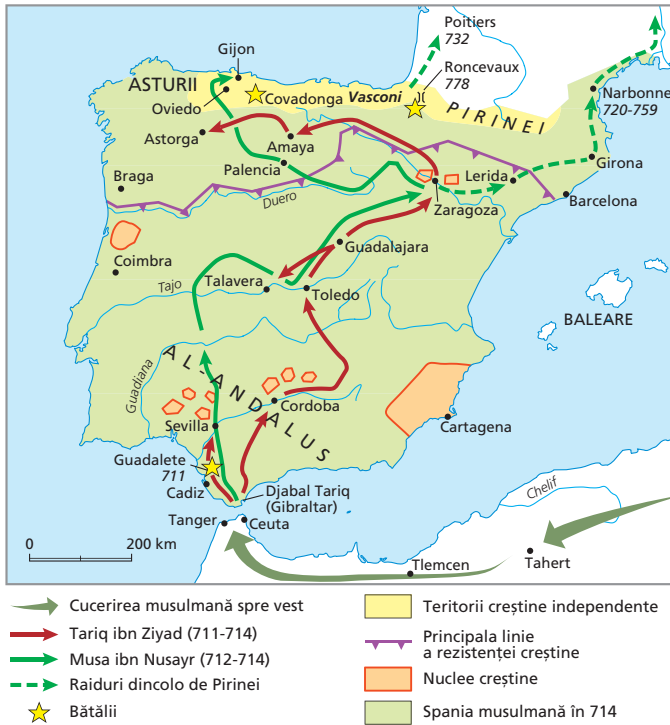 Poitiers
732
Gijon
ASTURII
Roncevaux
778
Oviedo
Covadonga
Vasconi
Narbonne
720-759
PIRINEI
Astorga
Amaya
Palencia
Lerida
Girona
Braga
Duero
Zaragoza
Barcelona
Guadalajara
Coimbra
Tajo
Talavera
Toledo
BALEARE
Guadiana
AL-ANDALUS
Cordoba
Sevilla
Cartagena
Guadalete
711
Cadiz
Djabal Tariq
(Gibraltar)
Chelif
Tanger
Ceuta
0
200 km
Tlemcen
Tahert
Cucerirea musulmană spre vest
Tariq ibn Ziyad (711-714)
Musa ibn Nusayr (712-714)
Raiduri dincolo de Pirinei
Bătălii
Teritorii creștine independente
Principala linie
a rezistenței creștine
Nuclee creștine
Spania musulmană în 714